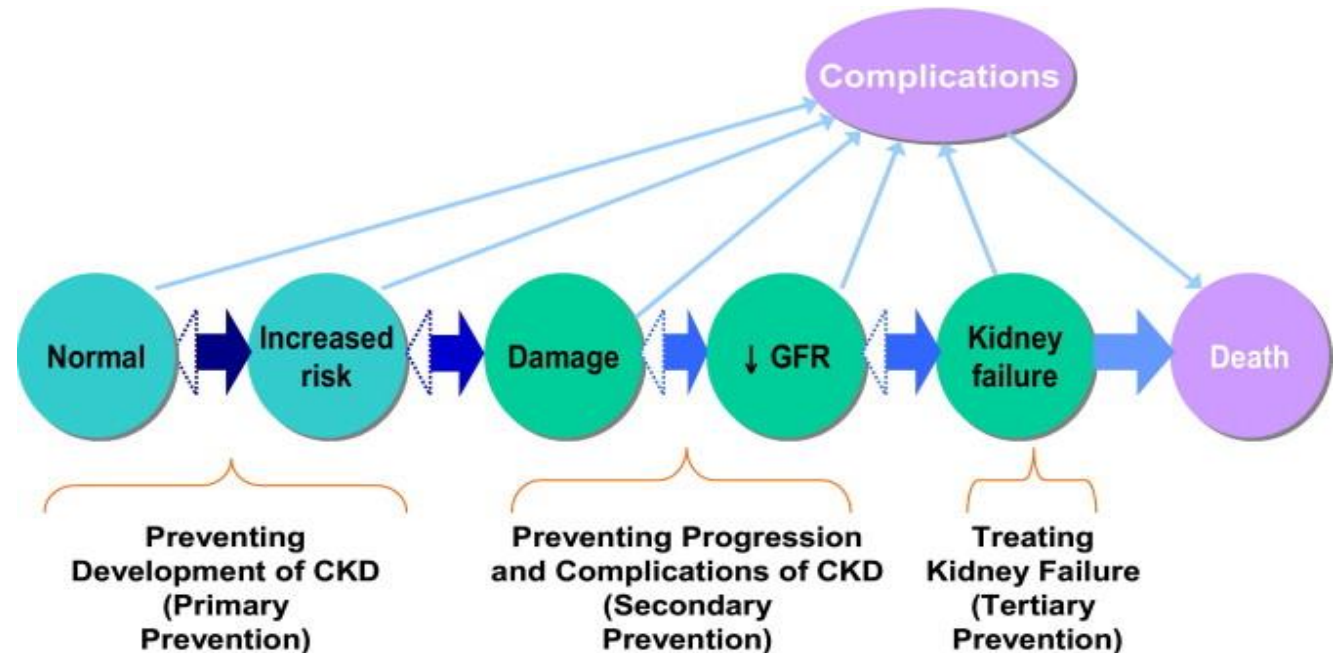 Complications
Normal
Increased
risk
Damage
↓ GFR
Kidney
failure
Death
Preventing
Development of CKD
(Primary
Prevention)
Preventing Progression
and Complications of CKD
(Secondary
Prevention)
Treating
Kidney Failure
(Tertiary
Prevention)